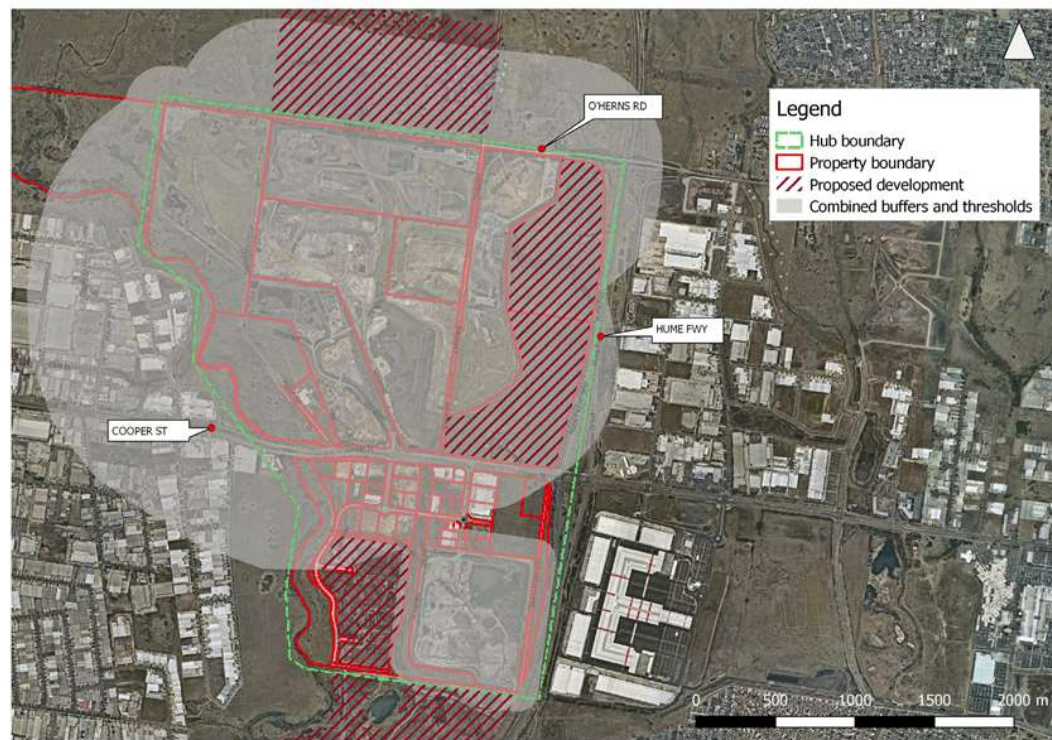 O'HERNS RD
Legend
Hub boundary
Property boundary
Proposed development
Combined buffers and thresholds
HUME FWY
COOPER ST
0 500 1000 1500 2000 m